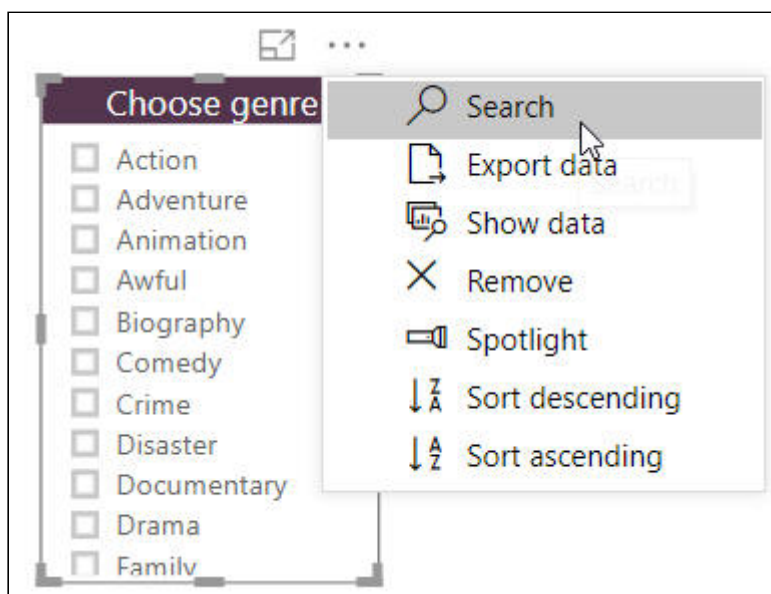 Choose genre
Action
Adventure
Animation
Awful
Biography
Comedy
Crime
Disaster
Documentary
Drama
Family
Search
Export data
Search
Show data
Remove
Spotlight
Sort descending
Sort ascending